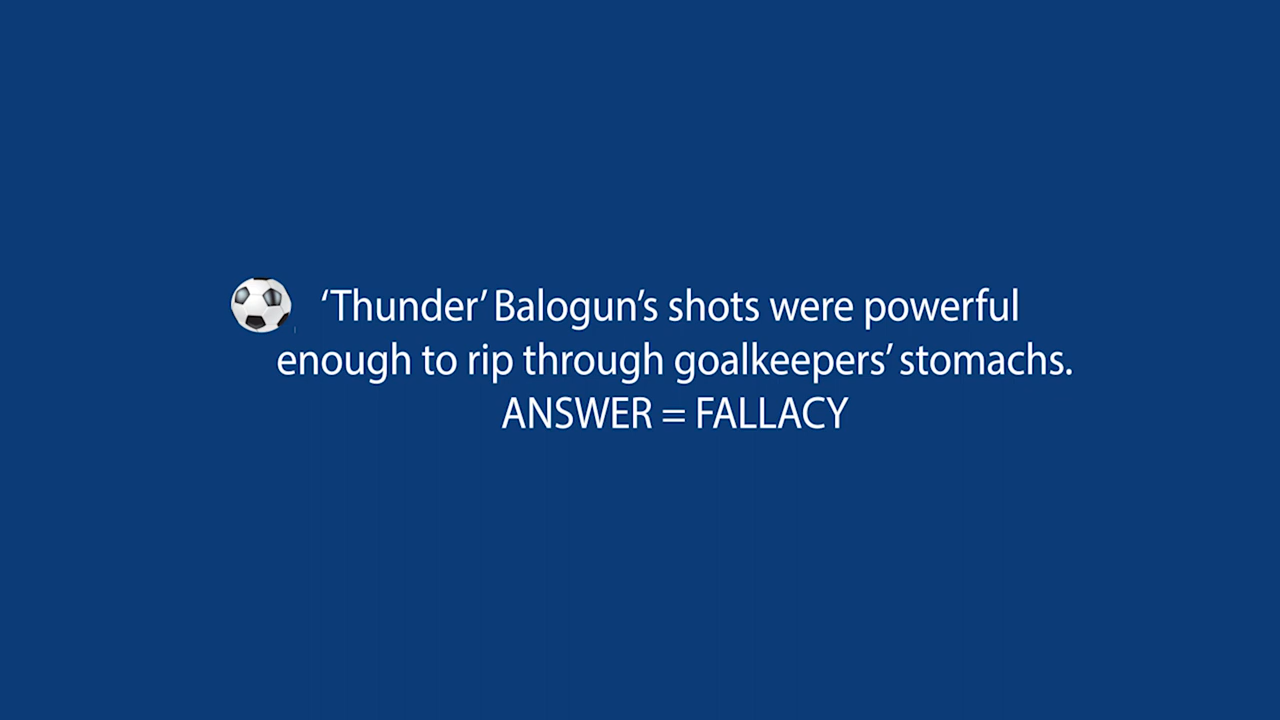 ‘Thunder’ Balogun’s shots were powerful
enough to rip through goalkeepers’ stomachs.
ANSWER = FALLACY